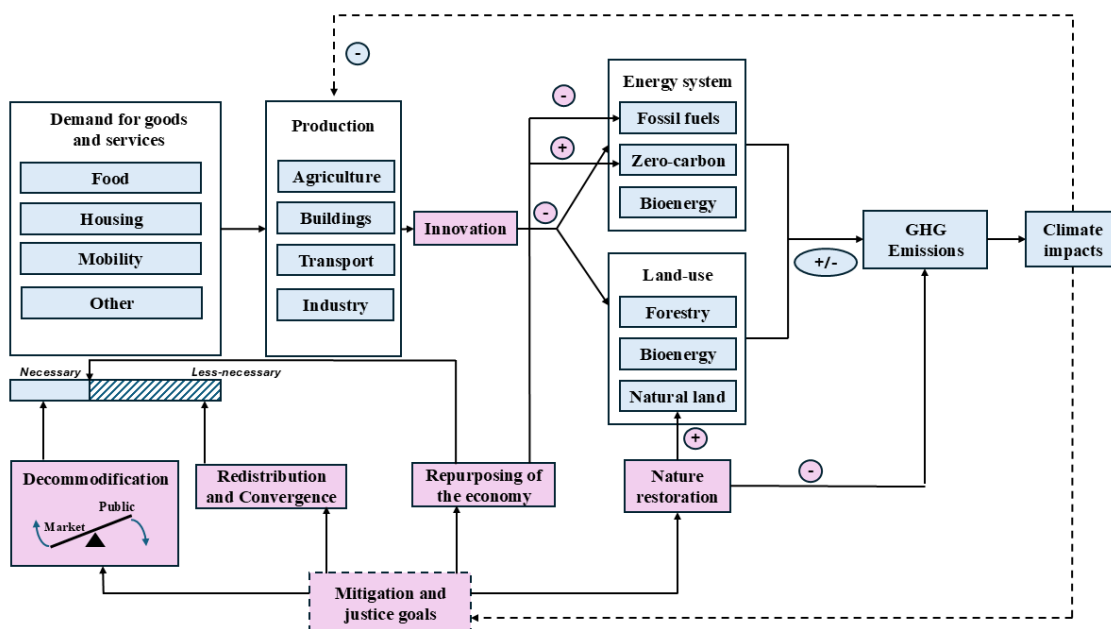 -
Demand for goods
and services
Food
Housing
Mobility
Other
Production
Agriculture
Buildings
Transport
Industry
Innovation
-
+
-
Energy system
Fossil fuels
Zero-carbon
Bioenergy
Land-use
Forestry
Bioenergy
Natural land
+/-
GHG
Emissions
Climate
impacts
Necessary
Less-necessary
Decommodification
Public
Market
Redistribution
and Convergence
Repurposing of
the economy
+
Nature
restoration
-
Mitigation and
justice goals